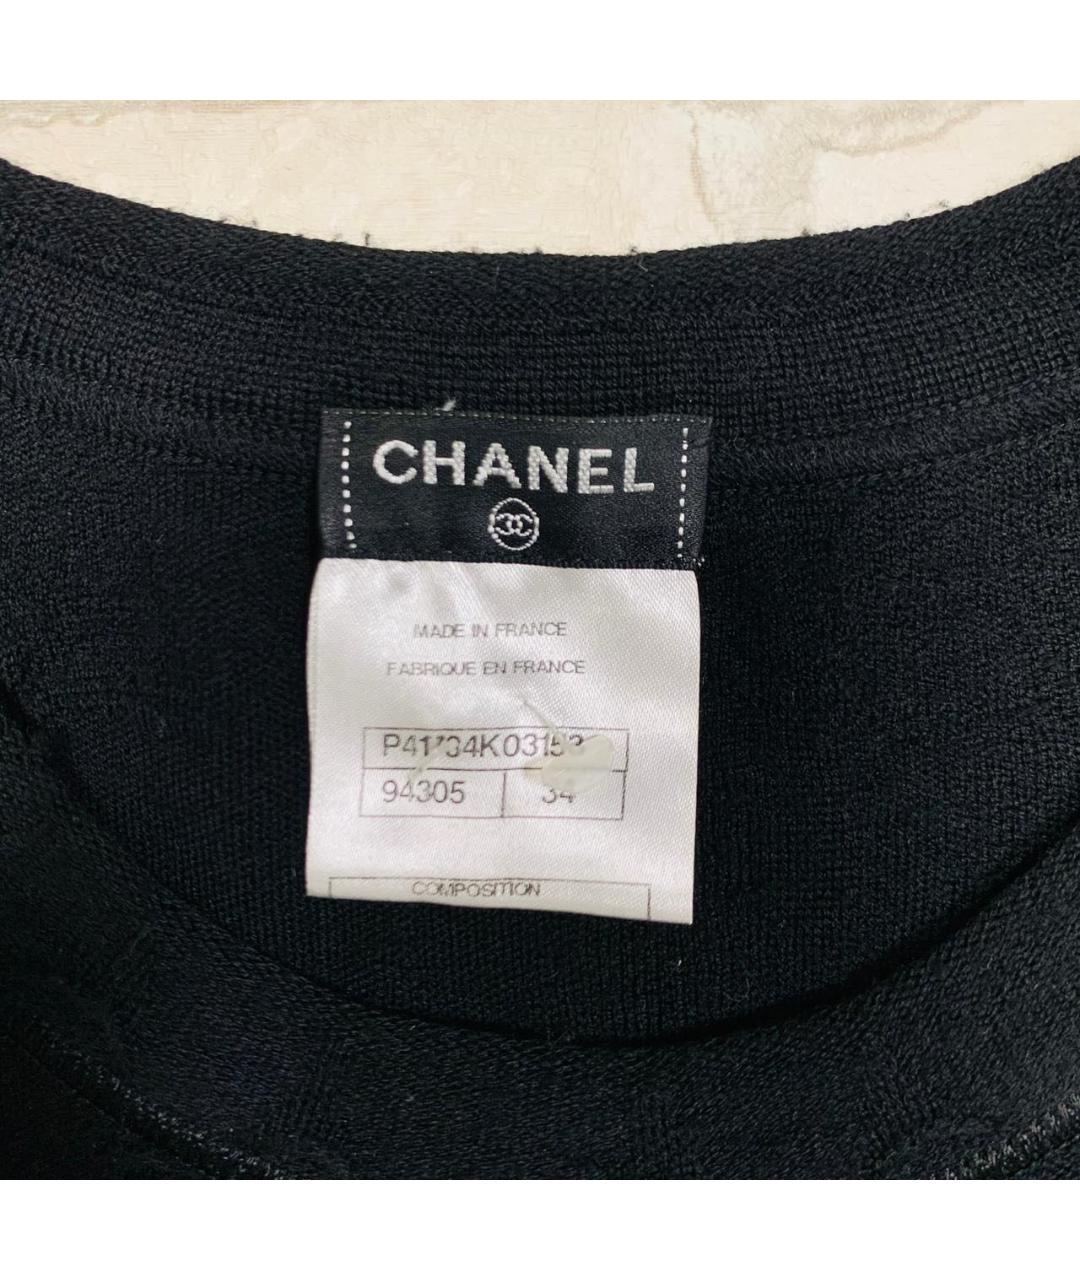 CHANEL
MADE IN FRANCE
FABRIQUE EN FRANCE
94305 34
COMPOSITION